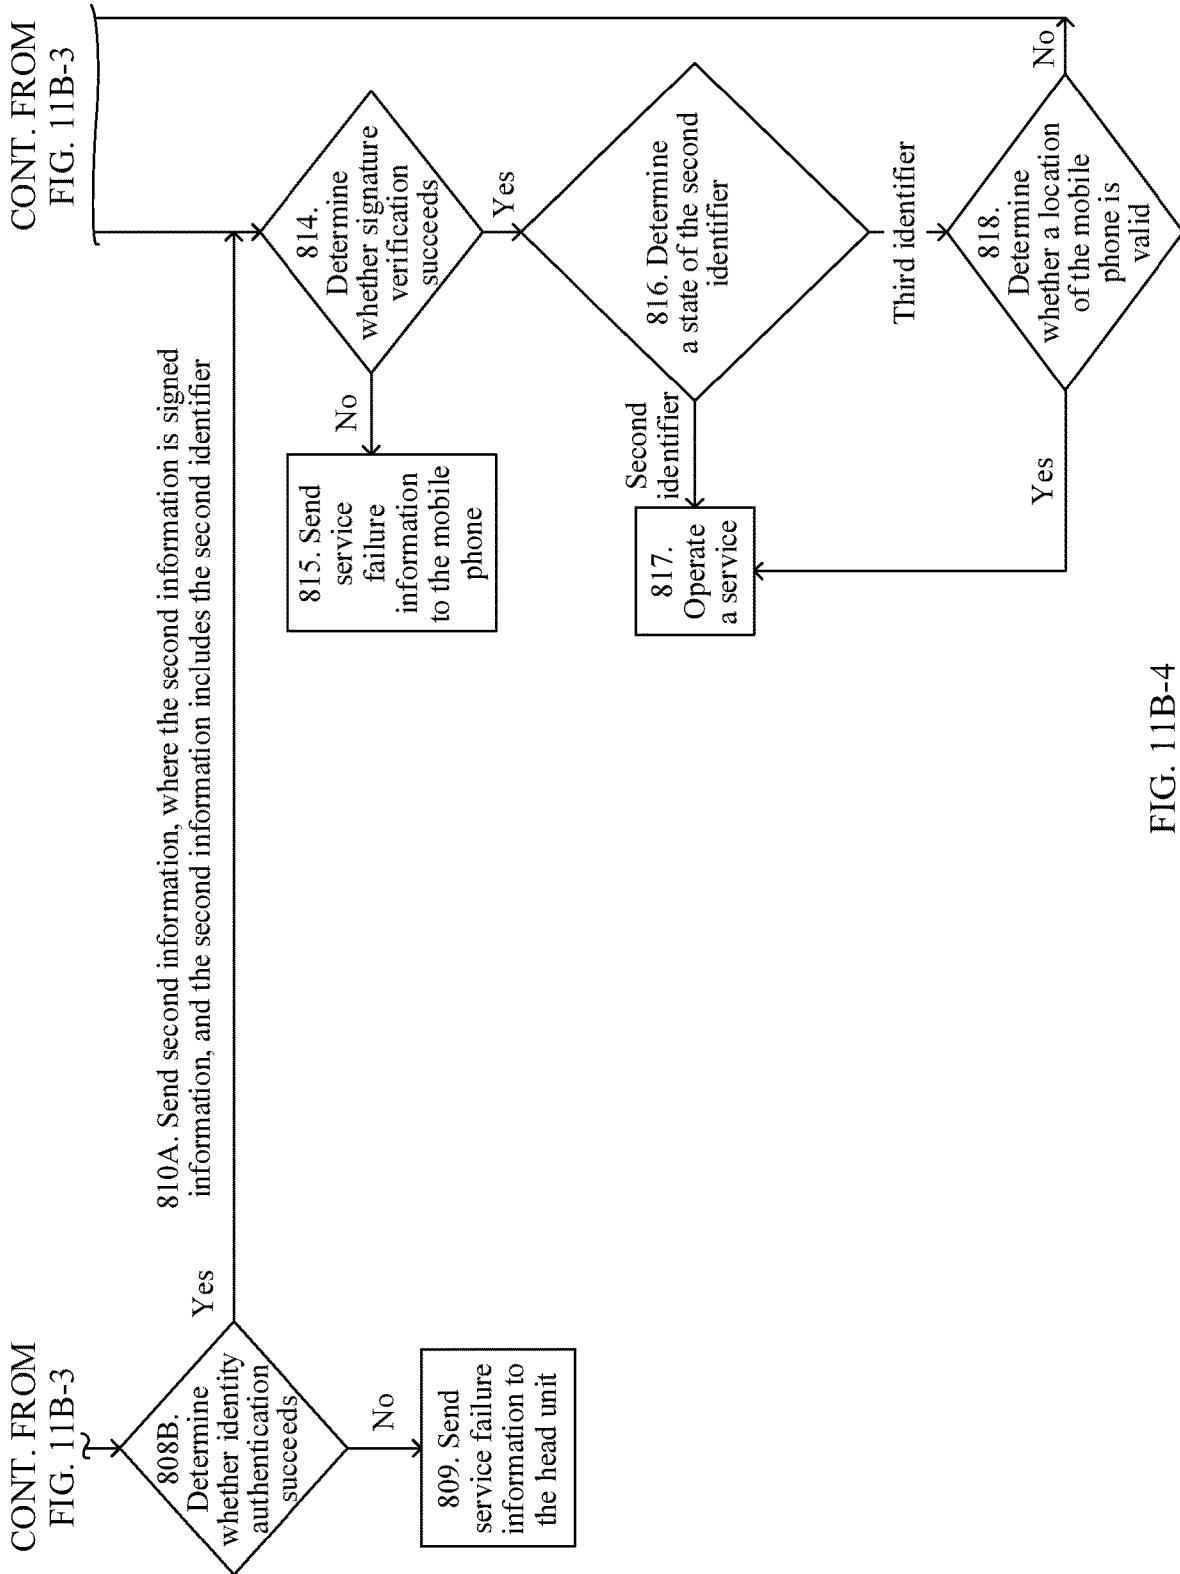 CONT. FROM
FIG. 11B-3
CONT. FROM
FIG. 11B-3
808B.
Determine
whether identity
authentication
succeeds
Yes
No
809. Send
service failure
information to
the head unit
810A. Send second information, where the second information is signed
information, and the second information includes the second identifier
814.
Determine
whether signature
verification
succeeds
No
Yes
815. Send
service
failure
information
to the mobile
phone
816. Determine
a state of the second
identifier
Second
identifier
Third identifier
817.
Operate
a service
818.
Determine
whether a location
of the mobile
phone is
valid
Yes
No
FIG. 11B-4